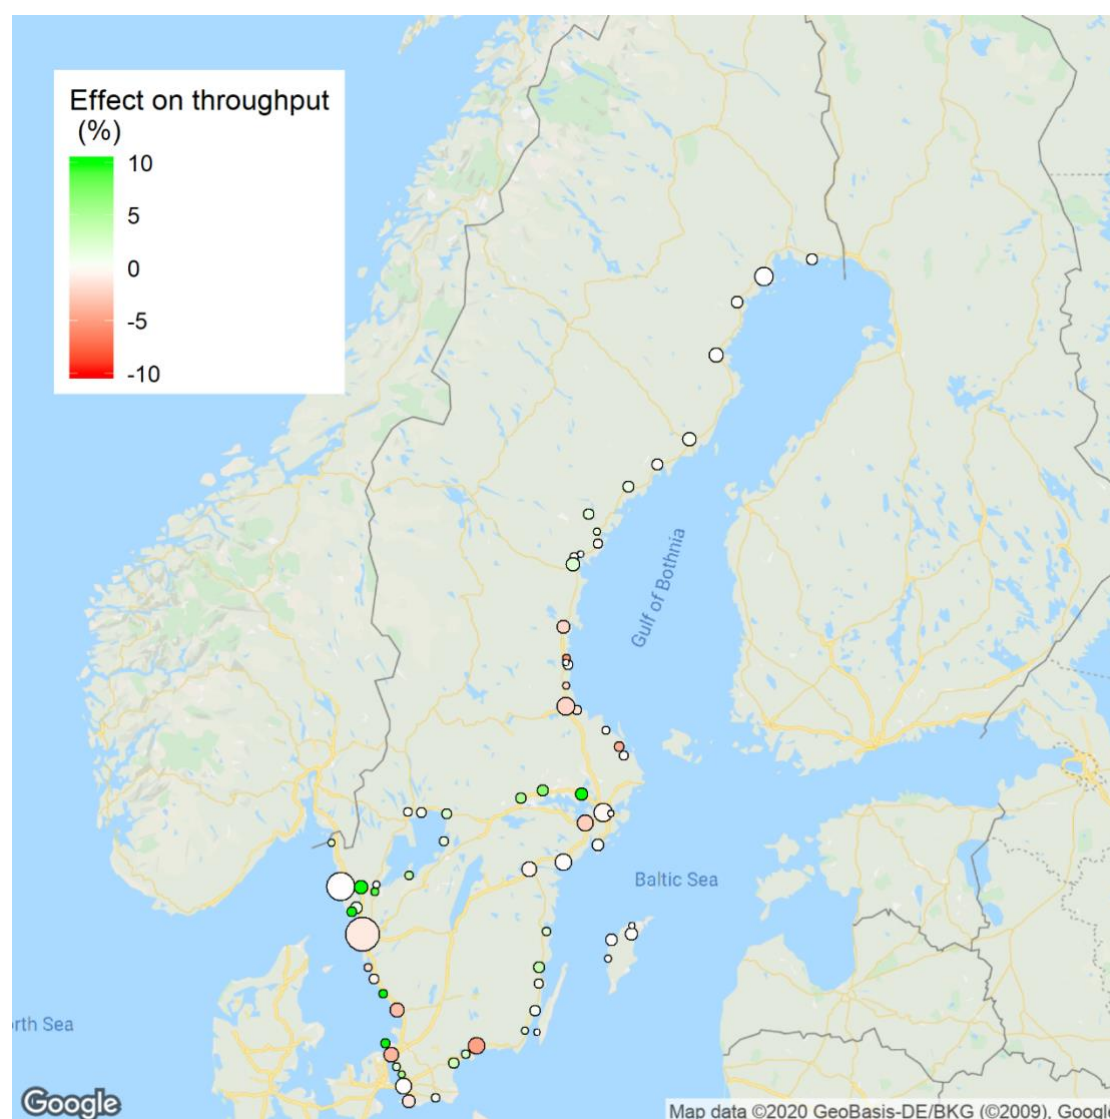 Effect on throughput
(%)
10
5
0
-5
-10
Gulf of Bothnia
Baltic Sea
rth Sea
Google
Map data ©2020 GeoBasis-DE/BKG (©2009), Googl